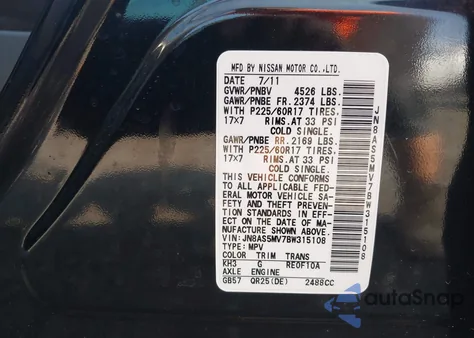 MFD BY NISSAN MOTOR CO.,LTD.
DATE 7/11
GVWR/PNBV 4526 LBS.
GAWR/PNBE FR. 2374 LBS.
WITH P225/60R17 TIRES.
17x7 RIMS.AT 33 PSI
COLD SINGLE.
GAWR/PNBE RR. 2169 LBS.
WITH P225/60R17 TIRES.
17x7 RIMS.AT 33 PSI
COLD SINGLE.
THIS VEHICLE CONFORMS
TO ALL APPLICABLE FED-
ERAL MOTOR VEHICLE SA-
FETY AND THEFT PREVENTION
STANDARDS IN EFF-
ECT ON THE DATE OF MA-
NUFACTURE SHOWN ABOVE.
VIN: JN8AS5MV7BW315108
TYPE: MPV
COLOR TRIM TRANS
KH3 G RE0F10A
AXLE ENGINE
GB57 QR25(DE) 2488CC
JN8AS5MV7BW315108
autoSnap